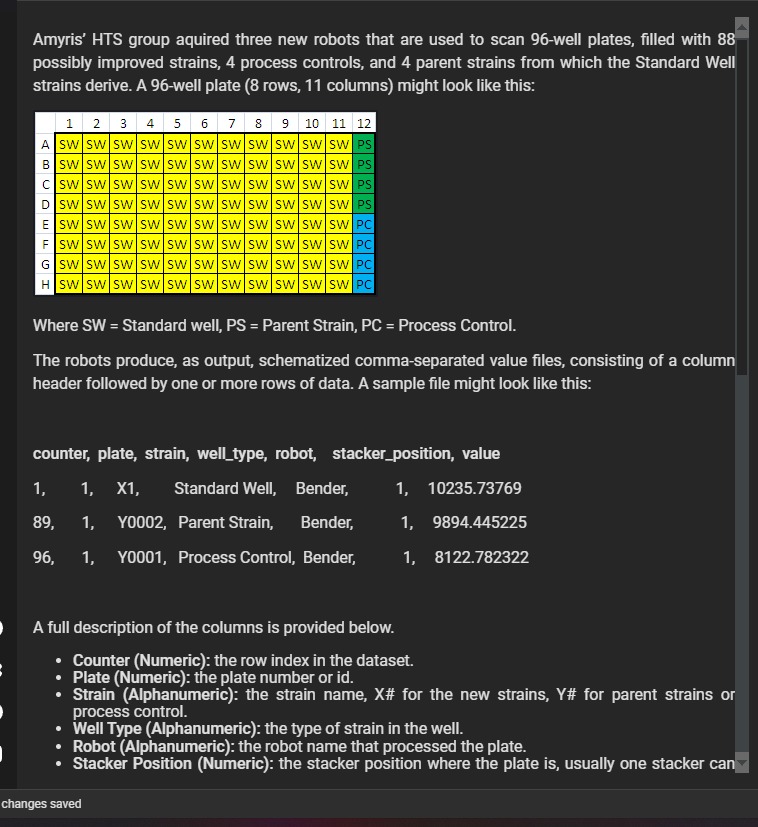 Amyris’ HTS group aquired three new robots that are used to scan 96-well plates, filled with 88
possibly improved strains, 4 process controls, and 4 parent strains from which the Standard Well
strains derive. A 96-well plate (8 rows, 11 columns) might look like this:
1 2 3 4 5 6 7 8 9 10 11 12
A SW SW SW SW SW SW SW SW SW SW SW PS
B SW SW SW SW SW SW SW SW SW SW SW PS
C SW SW SW SW SW SW SW SW SW SW SW PS
D SW SW SW SW SW SW SW SW SW SW SW PS
E SW SW SW SW SW SW SW SW SW SW SW PC
F SW SW SW SW SW SW SW SW SW SW SW PC
G SW SW SW SW SW SW SW SW SW SW SW PC
H SW SW SW SW SW SW SW SW SW SW SW PC
Where SW = Standard well, PS = Parent Strain, PC = Process Control.
The robots produce, as output, schematized comma-separated value files, consisting of a column
header followed by one or more rows of data. A sample file might look like this:
counter, plate, strain, well_type, robot, stacker_position, value
1, 1, X1, Standard Well, Bender, 1, 10235.73769
89, 1, Y0002, Parent Strain, Bender, 1, 9894.445225
96, 1, Y0001, Process Control, Bender, 1, 8122.782322
A full description of the columns is provided below.
• Counter (Numeric): the row index in the dataset.
• Plate (Numeric): the plate number or id.
• Strain (Alphanumeric): the strain name, X# for the new strains, Y# for parent strains or
process control.
• Well Type (Alphanumeric): the type of strain in the well.
• Robot (Alphanumeric): the robot name that processed the plate.
• Stacker Position (Numeric): the stacker position where the plate is, usually one stacker can
changes saved